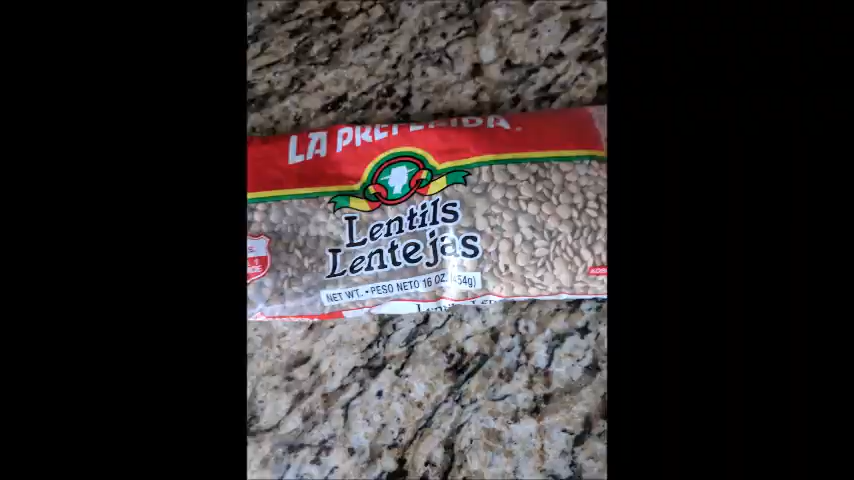 LA PREFERIDA
Lentils
Lentejas
NET WT. • PESO NETO 16 OZ. (454g)